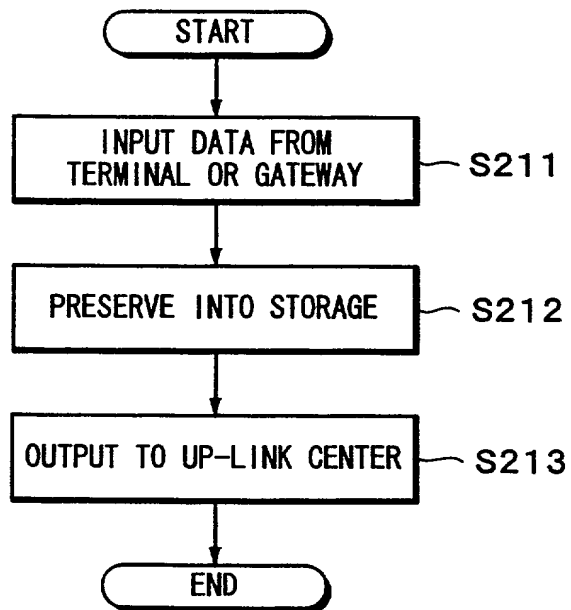 START
INPUT DATA FROM
TERMINAL OR GATEWAY
S211
PRESERVE INTO STORAGE
S212
OUTPUT TO UP-LINK CENTER
S213
END